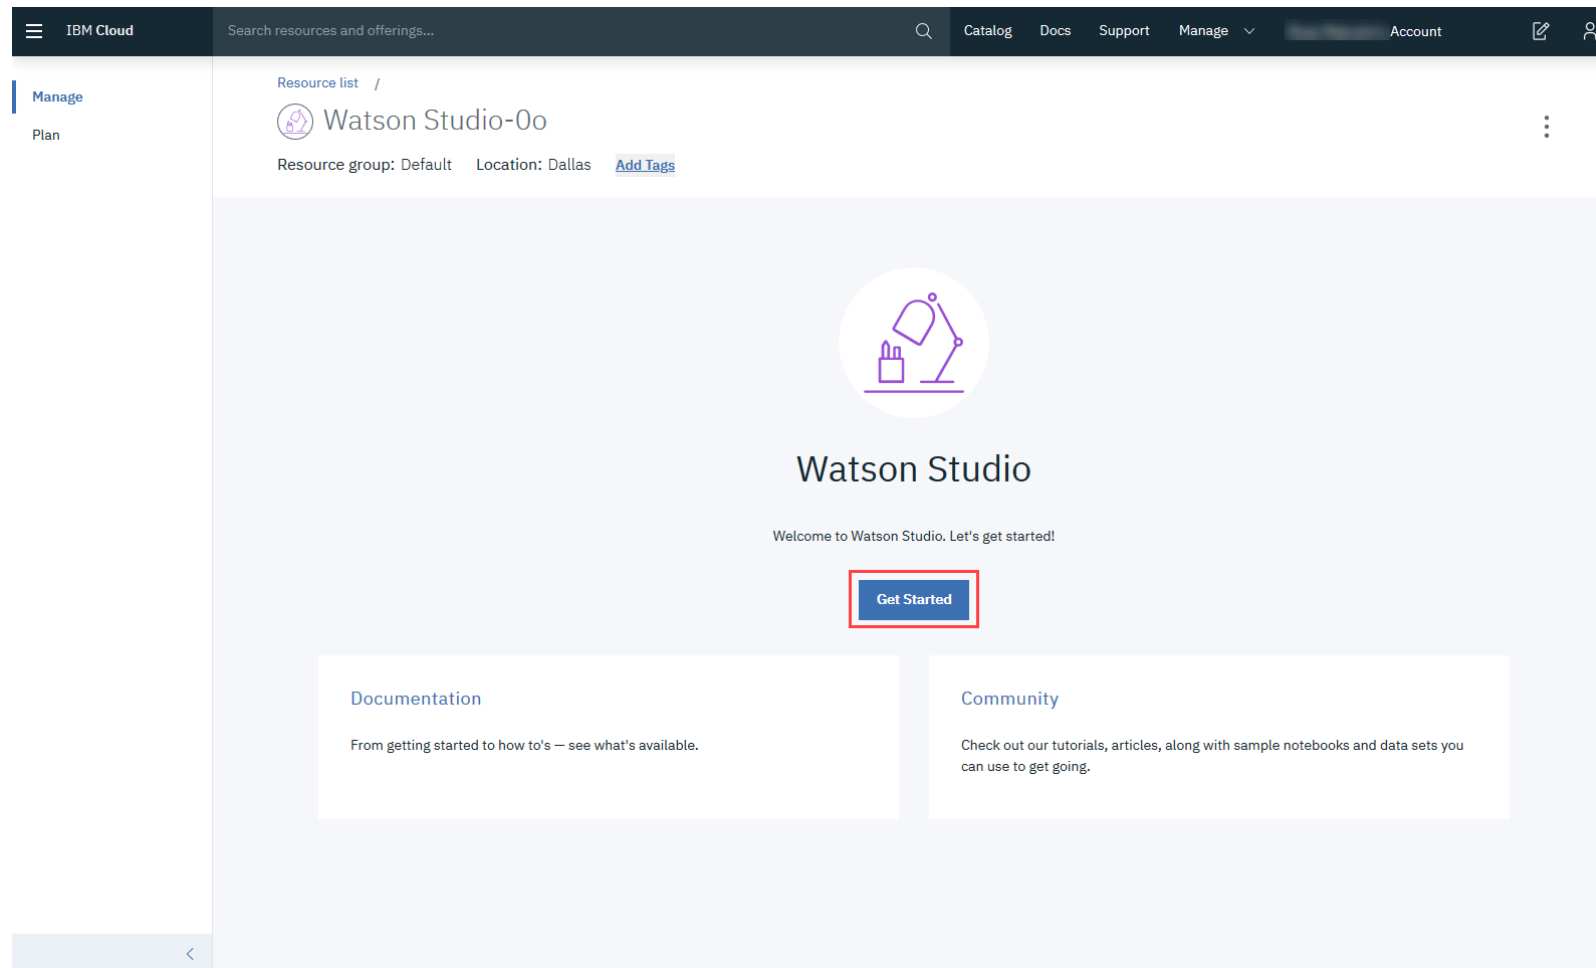 IBM Cloud
Search resources and offerings...
Catalog Docs Support Manage Account
Manage
Plan
Resource list /
Watson Studio-0o
Resource group: Default Location: Dallas Add Tags
Watson Studio
Welcome to Watson Studio. Let's get started!
Get Started
Documentation
From getting started to how to's — see what's available.
Community
Check out our tutorials, articles, along with sample notebooks and data sets you
can use to get going.